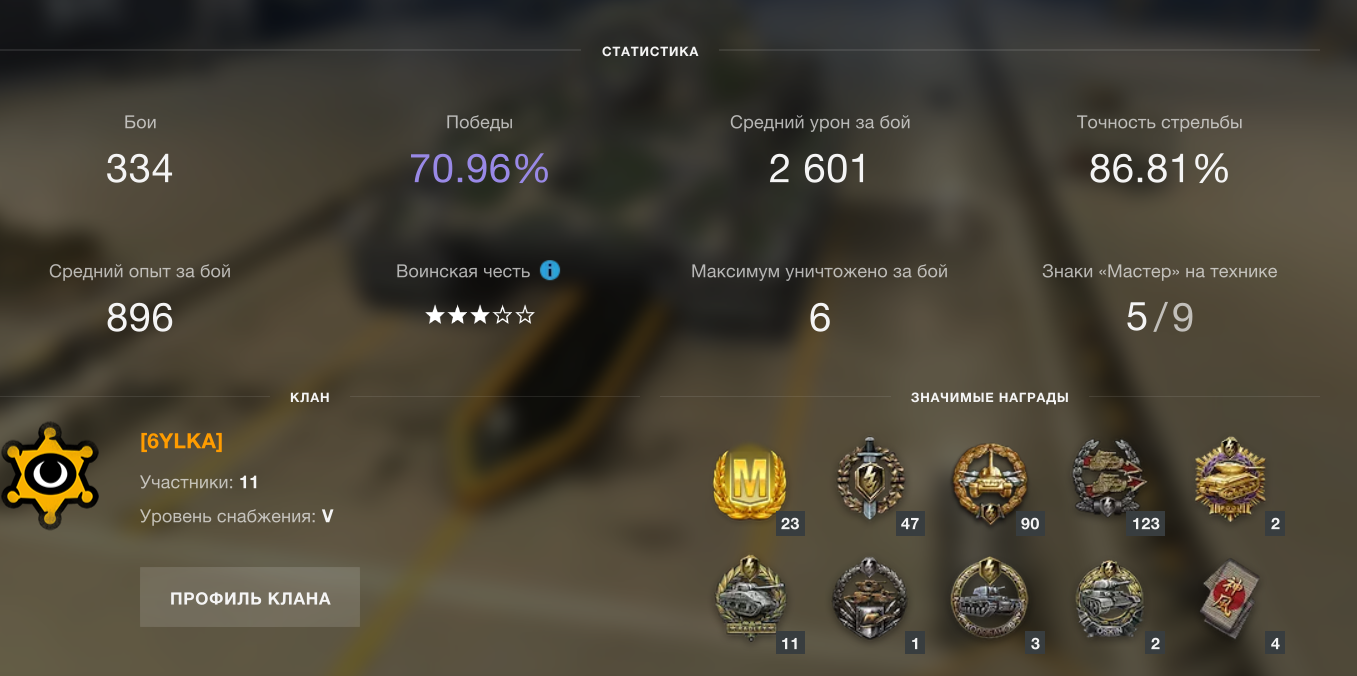 СТАТИСТИКА
Бои
334
Победы
70.96%
Средний урон за бой
2 601
Точность стрельбы
86.81%
Средний опыт за бой
896
Воинская честь
Максимум уничтожено за бой
6
Знаки «Мастер» на технике
5/9
КЛАН
[6YLKA]
Участники: 11
Уровень снабжения: V
ПРОФИЛЬ КЛАНА
ЗНАЧИМЫЕ НАГРАДЫ
M
23
47
90
123
2
11
1
3
2
神風
4